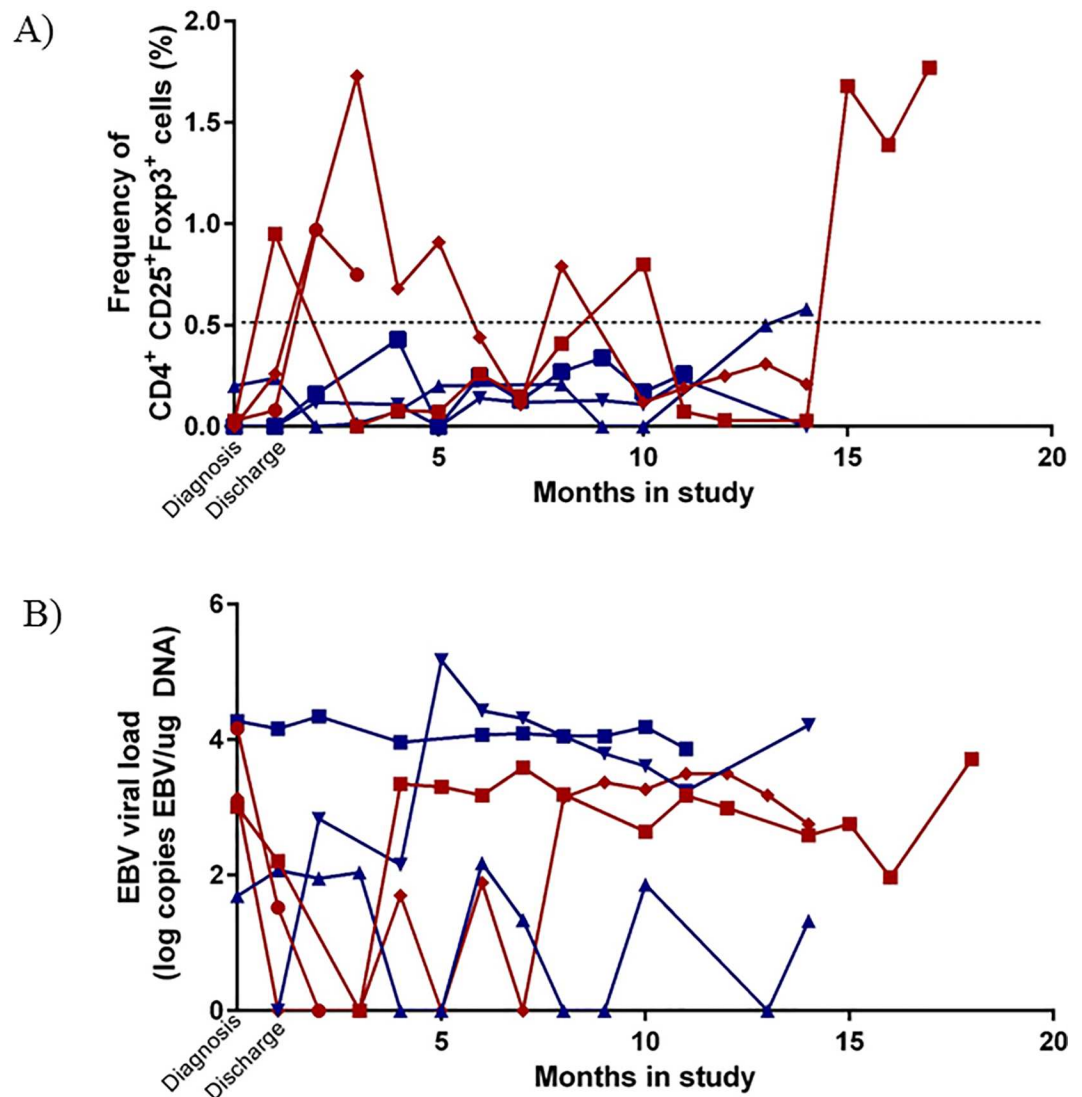 A)
Frequency of
CD4+ CD25+Foxp3+ cells (%)
2.0
1.5
1.0
0.5
0.0
Diagnosis
Discharge
5
10
15
20
Months in study
B)
EBV viral load
(log copies EBV/ug DNA)
6
4
2
0
Diagnosis
Discharge
5
10
15
20
Months in study